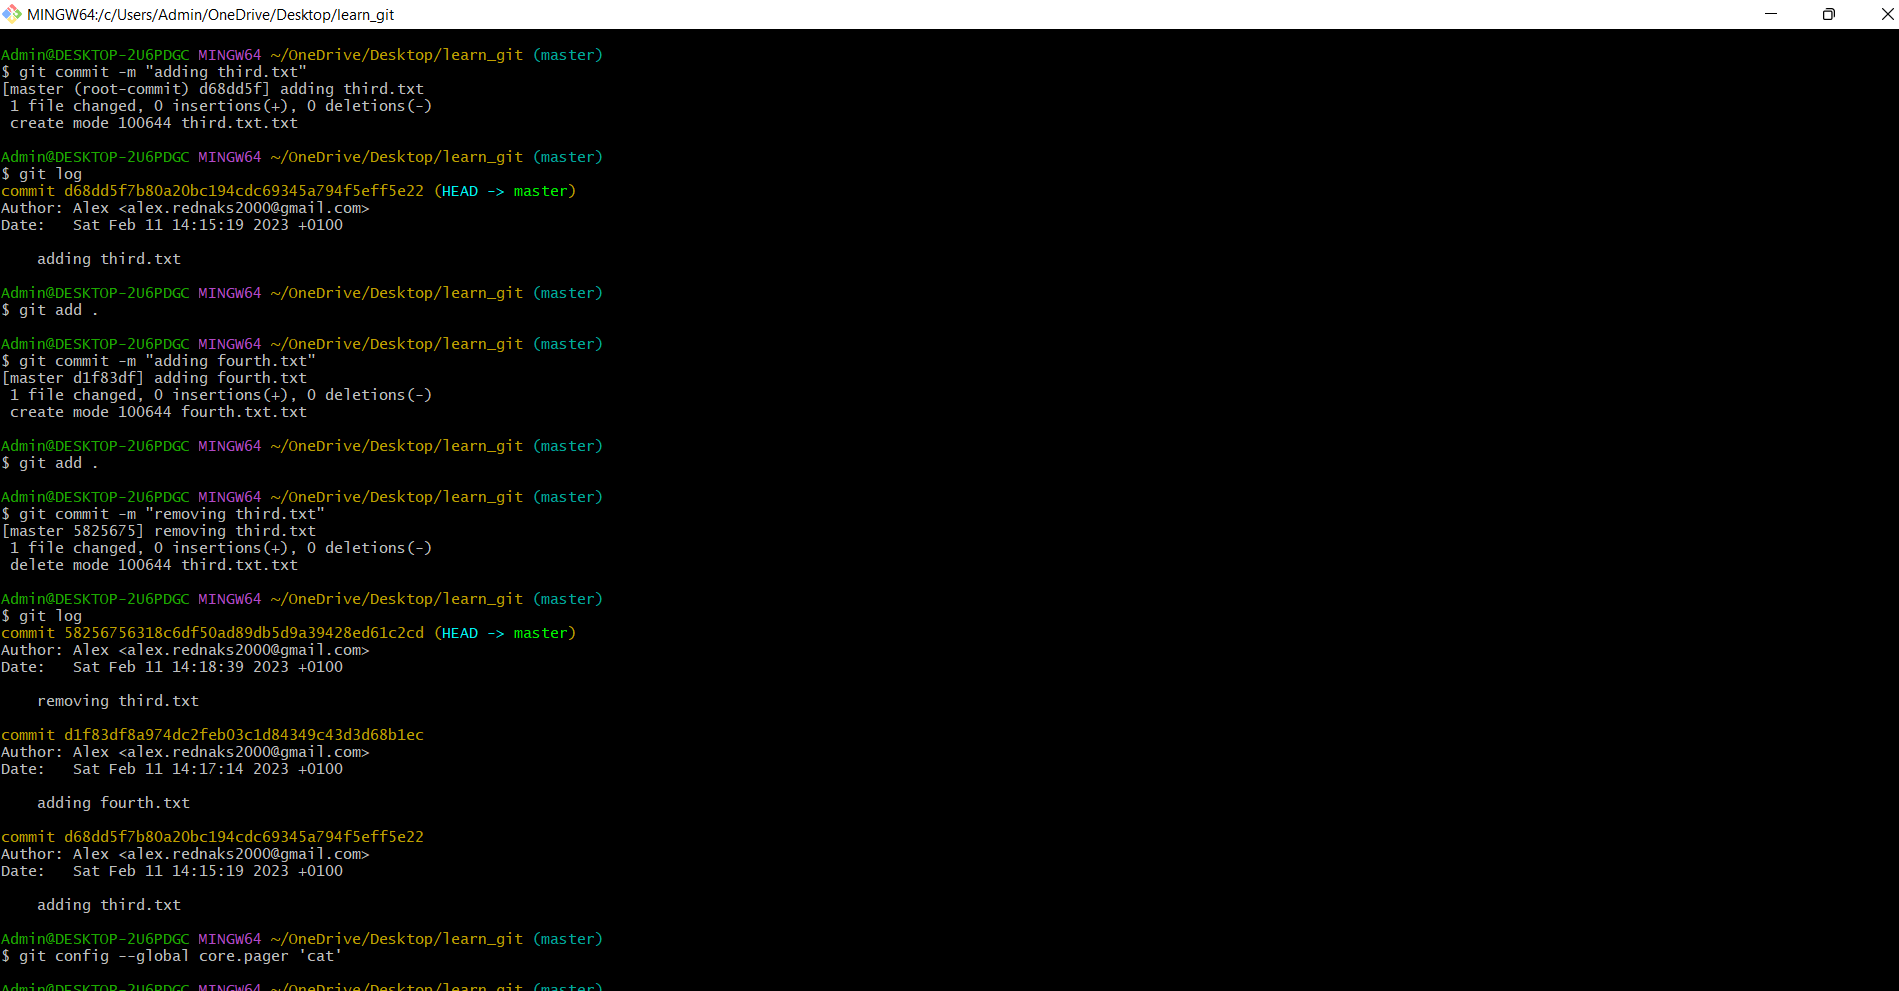 MINGW64:/c/Users/Admin/OneDrive/Desktop/learn_git
Admin@DESKTOP-2U6PDGC MINGW64 ~/OneDrive/Desktop/learn_git (master)
$ git commit -m "adding third.txt"
[master (root-commit) d68dd5f] adding third.txt
 1 file changed, 0 insertions(+), 0 deletions(-)
 create mode 100644 third.txt.txt
Admin@DESKTOP-2U6PDGC MINGW64 ~/OneDrive/Desktop/learn_git (master)
$ git log
commit d68dd5f7b80a20bc194cdc69345a794f5eff5e22 (HEAD -> master)
Author: Alex <alex.rednaks2000@gmail.com>
Date:   Sat Feb 11 14:15:19 2023 +0100
    adding third.txt
Admin@DESKTOP-2U6PDGC MINGW64 ~/OneDrive/Desktop/learn_git (master)
$ git add .
Admin@DESKTOP-2U6PDGC MINGW64 ~/OneDrive/Desktop/learn_git (master)
$ git commit -m "adding fourth.txt"
[master d1f83df] adding fourth.txt
 1 file changed, 0 insertions(+), 0 deletions(-)
 create mode 100644 fourth.txt.txt
Admin@DESKTOP-2U6PDGC MINGW64 ~/OneDrive/Desktop/learn_git (master)
$ git add .
Admin@DESKTOP-2U6PDGC MINGW64 ~/OneDrive/Desktop/learn_git (master)
$ git commit -m "removing third.txt"
[master 5825675] removing third.txt
 1 file changed, 0 insertions(+), 0 deletions(-)
 delete mode 100644 third.txt.txt
Admin@DESKTOP-2U6PDGC MINGW64 ~/OneDrive/Desktop/learn_git (master)
$ git log
commit 58256756318c6df50ad89db5d9a39428ed61c2cd (HEAD -> master)
Author: Alex <alex.rednaks2000@gmail.com>
Date:   Sat Feb 11 14:18:39 2023 +0100
    removing third.txt
commit d1f83df8a974dc2feb03c1d84349c43d3d68b1ec
Author: Alex <alex.rednaks2000@gmail.com>
Date:   Sat Feb 11 14:17:14 2023 +0100
    adding fourth.txt
commit d68dd5f7b80a20bc194cdc69345a794f5eff5e22
Author: Alex <alex.rednaks2000@gmail.com>
Date:   Sat Feb 11 14:15:19 2023 +0100
    adding third.txt
Admin@DESKTOP-2U6PDGC MINGW64 ~/OneDrive/Desktop/learn_git (master)
$ git config --global core.pager 'cat'
Admin@DESKTOP-2U6PDGC MINGW64 ~/OneDrive/Desktop/learn_git (master)